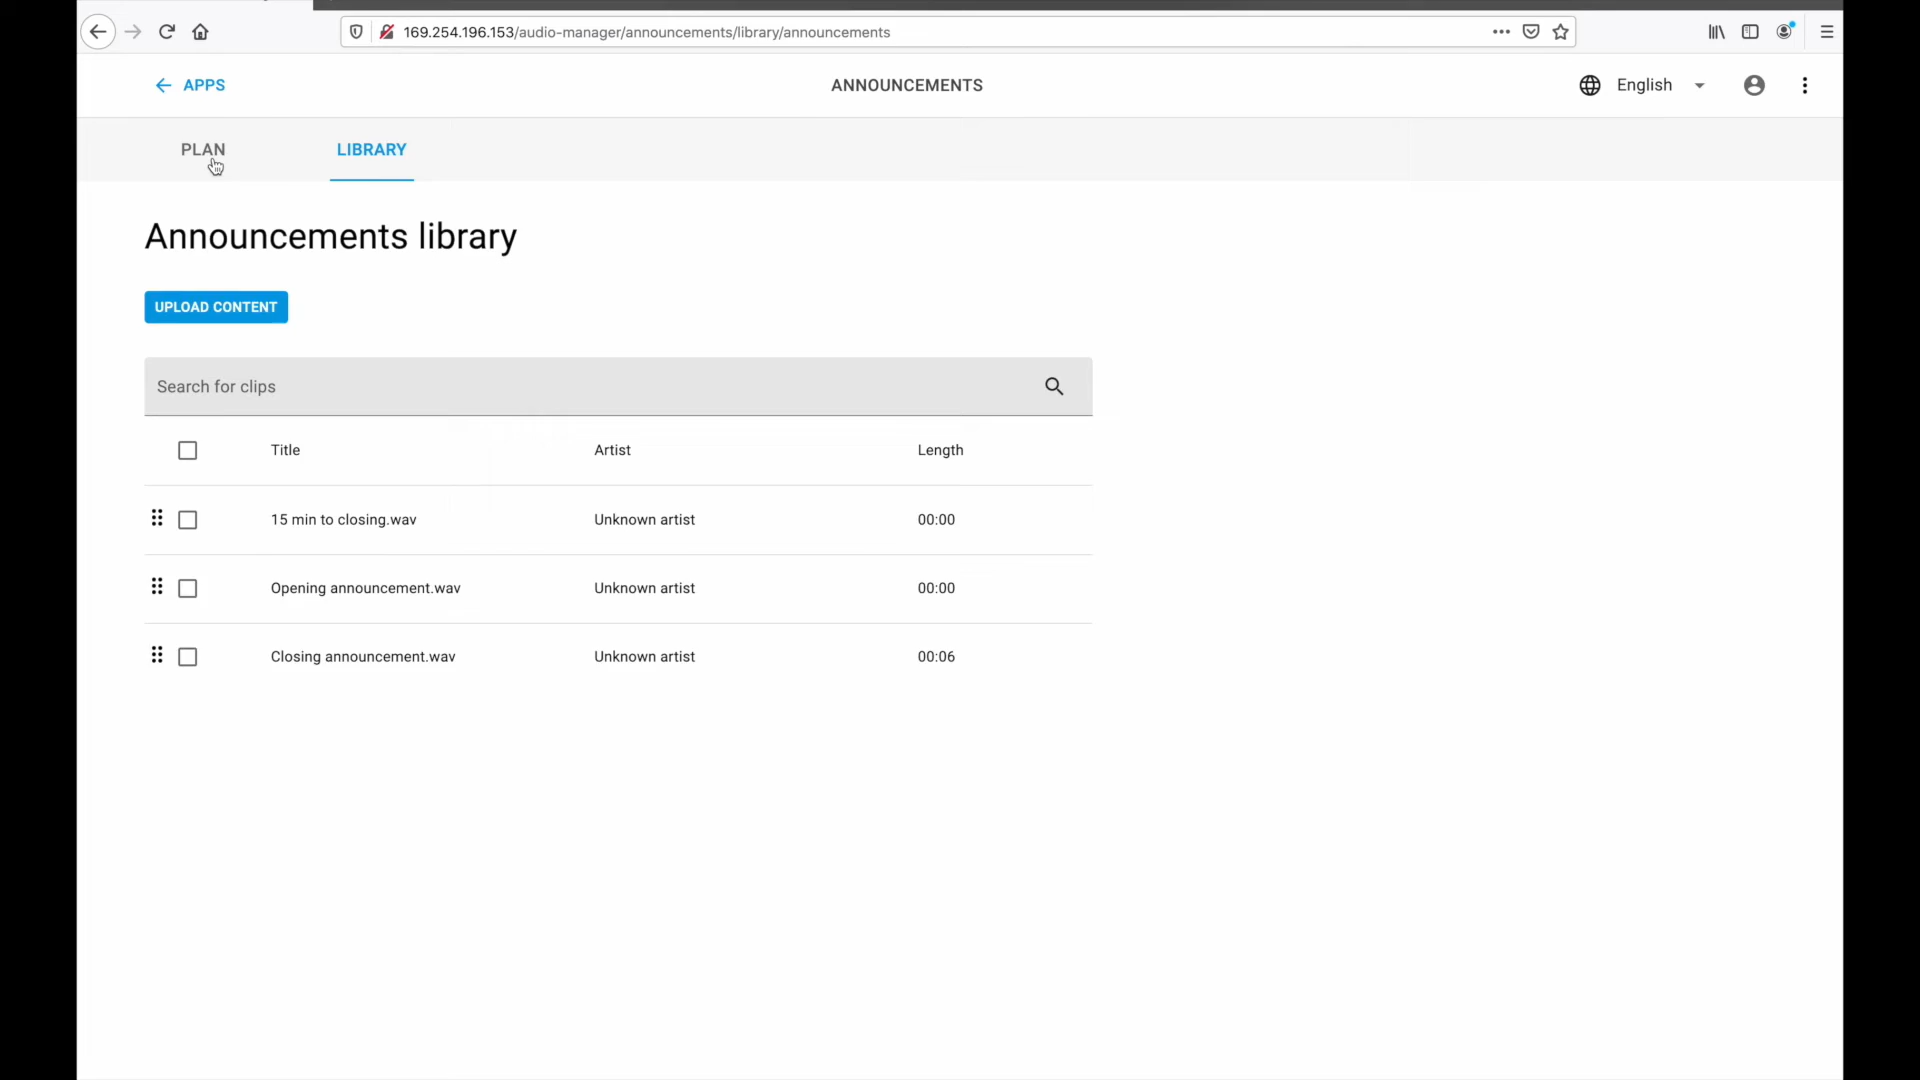 169.254.196.153/audio-manager/announcements/library/announcements
APPS
ANNOUNCEMENTS
English
PLAN
LIBRARY
Announcements library
UPLOAD CONTENT
Search for clips
Title Artist Length
15 min to closing.wav Unknown artist 00:00
Opening announcement.wav Unknown artist 00:00
Closing announcement.wav Unknown artist 00:06